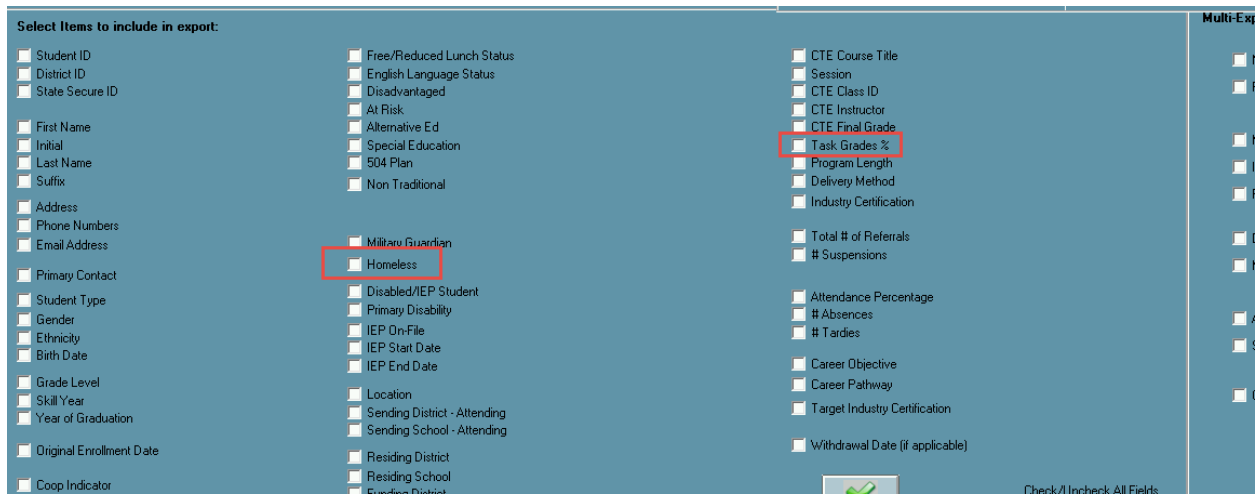 Select Items to include in export:
Student ID
District ID
State Secure ID
First Name
Initial
Last Name
Suffix
Address
Phone Numbers
Email Address
Primary Contact
Student Type
Gender
Ethnicity
Birth Date
Grade Level
Skill Year
Year of Graduation
Original Enrollment Date
Coop Indicator
Free/Reduced Lunch Status
English Language Status
Disadvantaged
At Risk
Alternative Ed
Special Education
504 Plan
Non Traditional
Military Guardian
Homeless
Disabled/IEP Student
Primary Disability
IEP On-File
IEP Start Date
IEP End Date
Location
Sending District - Attending
Sending School - Attending
Residing District
Residing School
Funding District
CTE Course Title
Session
CTE Class ID
CTE Instructor
CTE Final Grade
Task Grades %
Program Length
Delivery Method
Industry Certification
Total # of Referrals
# Suspensions
Attendance Percentage
# Absences
# Tardies
Career Objective
Career Pathway
Target Industry Certification
Withdrawal Date (if applicable)
Check/Uncheck All Fields